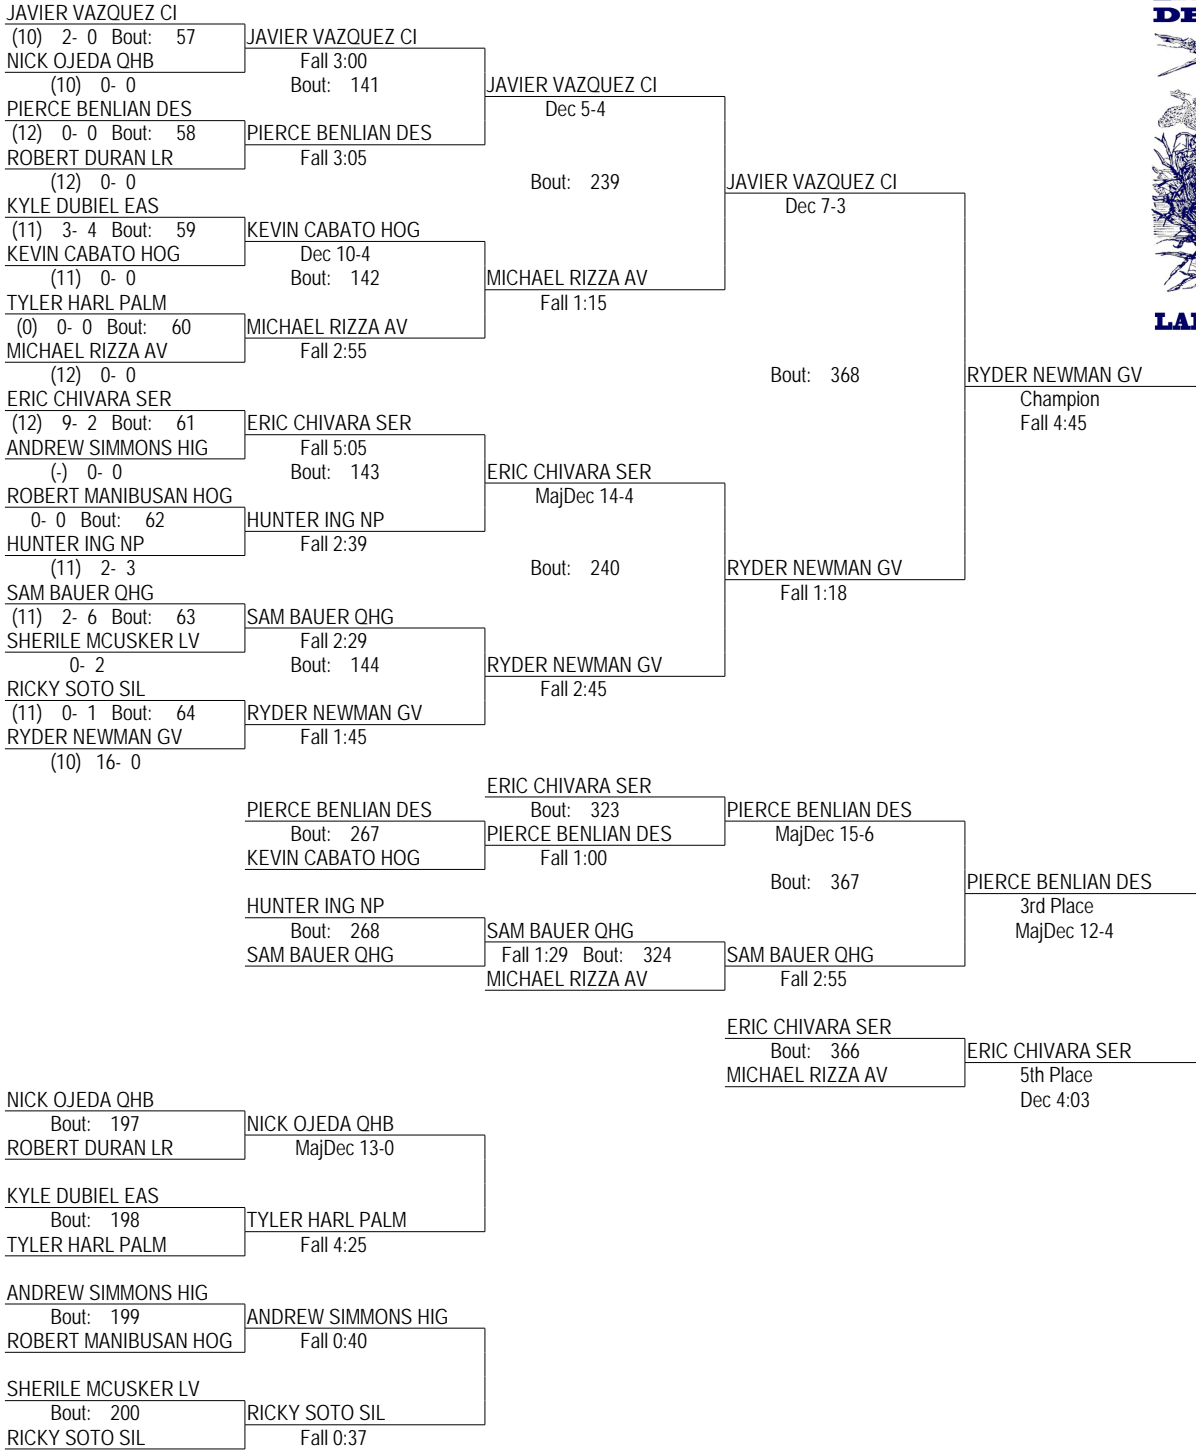 JAVIER VAZQUEZ CI
(10) 2- 0 Bout: 57
NICK OJEDA QHB
(10) 0- 0
PIERCE BENLIAN DES
(12) 0- 0 Bout: 58
ROBERT DURAN LR
(12) 0- 0
KYLE DUBIEL EAS
(11) 3- 4 Bout: 59
KEVIN CABATO HOG
(11) 0- 0
TYLER HARL PALM
(0) 0- 0 Bout: 60
MICHAEL RIZZA AV
(12) 0- 0
ERIC CHIVARA SER
(12) 9- 2 Bout: 61
ANDREW SIMMONS HIG
(-) 0- 0
ROBERT MANIBUSAN HOG
0- 0 Bout: 62
HUNTER ING NP
(11) 2- 3
SAM BAUER QHG
(11) 2- 6 Bout: 63
SHERILE MCUSKER LV
0- 2
RICKY SOTO SIL
(11) 0- 1 Bout: 64
RYDER NEWMAN GV
(10) 16- 0
JAVIER VAZQUEZ CI
Fall 3:00
Bout: 141
PIERCE BENLIAN DES
Fall 3:05
KEVIN CABATO HOG
Dec 10-4
Bout: 142
MICHAEL RIZZA AV
Fall 2:55
ERIC CHIVARA SER
Fall 5:05
Bout: 143
HUNTER ING NP
Fall 2:39
SAM BAUER QHG
Fall 2:29
Bout: 144
RYDER NEWMAN GV
Fall 1:45
JAVIER VAZQUEZ CI
Dec 5-4
Bout: 239
MICHAEL RIZZA AV
Fall 1:15
ERIC CHIVARA SER
MajDec 14-4
Bout: 240
RYDER NEWMAN GV
Fall 2:45
JAVIER VAZQUEZ CI
Dec 7-3
Bout: 368
RYDER NEWMAN GV
Fall 1:18
RYDER NEWMAN GV
Champion
Fall 4:45
PIERCE BENLIAN DES
Bout: 267
KEVIN CABATO HOG
HUNTER ING NP
Bout: 268
SAM BAUER QHG
ERIC CHIVARA SER
Bout: 323
PIERCE BENLIAN DES
Fall 1:00
SAM BAUER QHG
Fall 1:29 Bout: 324
MICHAEL RIZZA AV
PIERCE BENLIAN DES
MajDec 15-6
Bout: 367
SAM BAUER QHG
Fall 2:55
PIERCE BENLIAN DES
3rd Place
MajDec 12-4
ERIC CHIVARA SER
Bout: 366
MICHAEL RIZZA AV
ERIC CHIVARA SER
5th Place
Dec 4:03
NICK OJEDA QHB
Bout: 197
ROBERT DURAN LR
NICK OJEDA QHB
MajDec 13-0
KYLE DUBIEL EAS
Bout: 198
TYLER HARL PALM
TYLER HARL PALM
Fall 4:25
ANDREW SIMMONS HIG
Bout: 199
ROBERT MANIBUSAN HOG
ANDREW SIMMONS HIG
Fall 0:40
SHERILE MCUSKER LV
Bout: 200
RICKY SOTO SIL
RICKY SOTO SIL
Fall 0:37